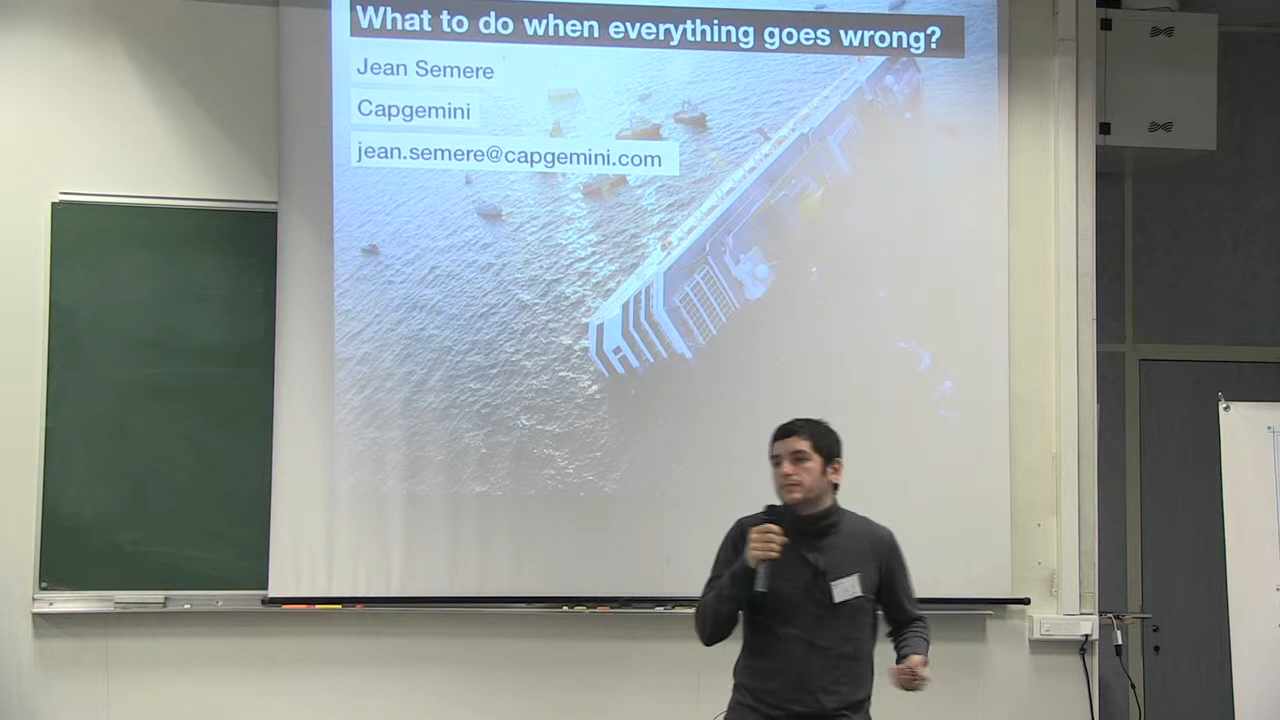 What to do when everything goes wrong?
Jean Semere
Capgemini
jean.semere@capgemini.com